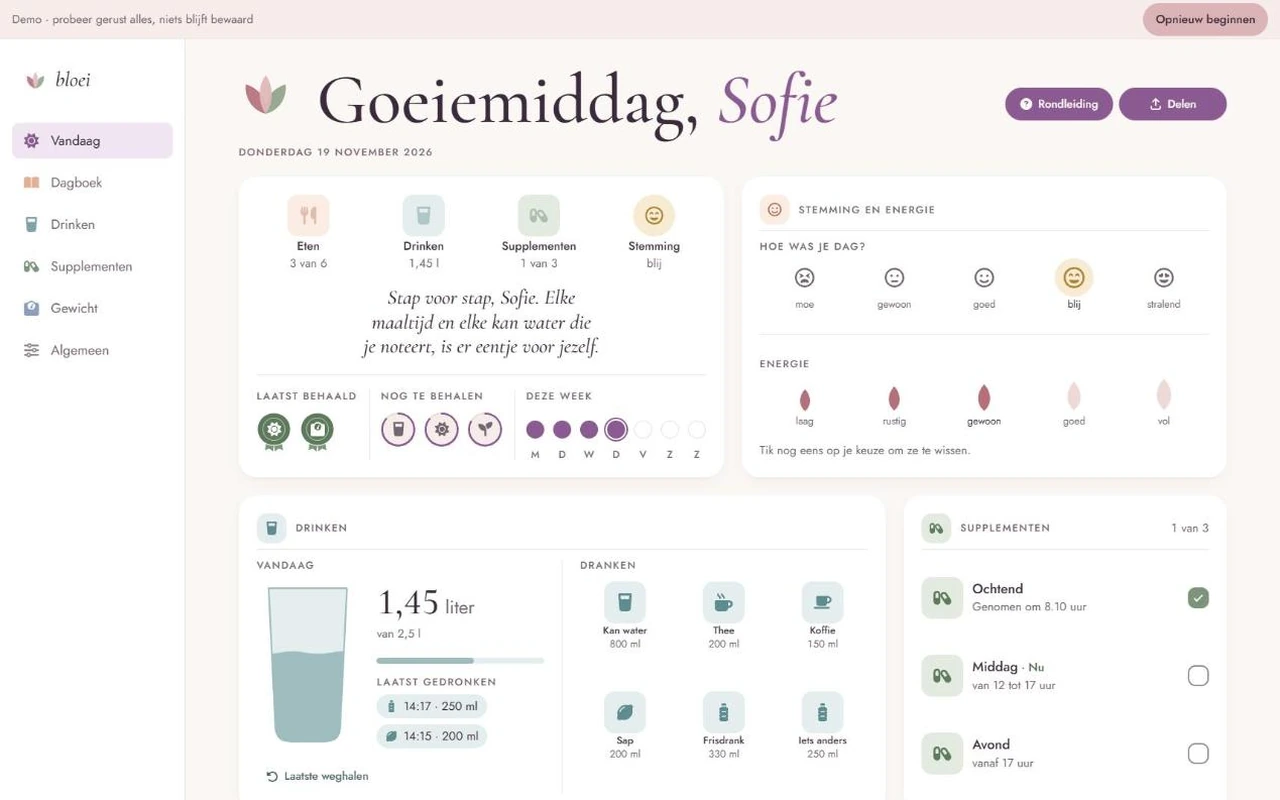 Demo - probeer gerust alles, niets blijft bewaard
Opnieuw beginnen
bloei
Vandaag
Dagboek
Drinken
Supplementen
Gewicht
Algemeen
Goeiemiddag, Sofie
Rondleiding
Delen
DONDERDAG 19 NOVEMBER 2026
Eten
3 van 6
Drinken
1,45 l
Supplementen
1 van 3
Stemming
blij
Stap voor stap, Sofie. Elke
maaltijd en elke kan water die
je noteert, is er eentje voor jezelf.
LAATST BEHAALD
NOG TE BEHALEN
DEZE WEEK
M D W D V Z Z
STEMMING EN ENERGIE
HOE WAS JE DAG?
moe
gewoon
goed
blij
stralend
ENERGIE
laag
rustig
gewoon
goed
vol
Tik nog eens op je keuze om ze te wissen.
DRINKEN
VANDAAG
1,45 liter
van 2,5 l
LAATST GEDRONKEN
14:17 · 250 ml
14:15 · 200 ml
Laatste weghalen
DRANKEN
Kan water
800 ml
Thee
200 ml
Koffie
150 ml
Sap
200 ml
Frisdrank
330 ml
Iets anders
250 ml
SUPPLEMENTEN
1 van 3
Ochtend
Genomen om 8.10 uur
Middag · Nu
van 12 tot 17 uur
Avond
vanaf 17 uur